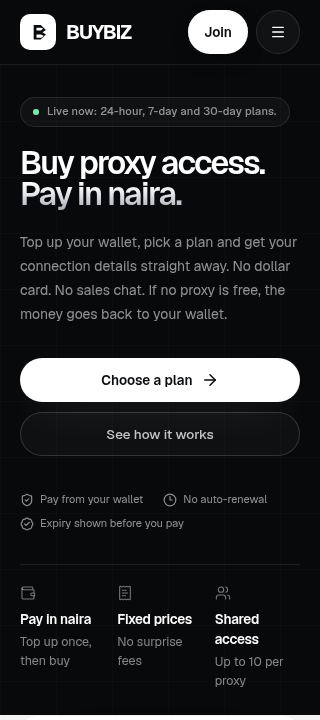 B BUYBIZ Join
Live now: 24-hour, 7-day and 30-day plans.
Buy proxy access.
Pay in naira.
Top up your wallet, pick a plan and get your
connection details straight away. No dollar
card. No sales chat. If no proxy is free, the
money goes back to your wallet.
Choose a plan
See how it works
Pay from your wallet
No auto-renewal
Expiry shown before you pay
Pay in naira
Top up once,
then buy
Fixed prices
No surprise
fees
Shared
access
Up to 10 per
proxy